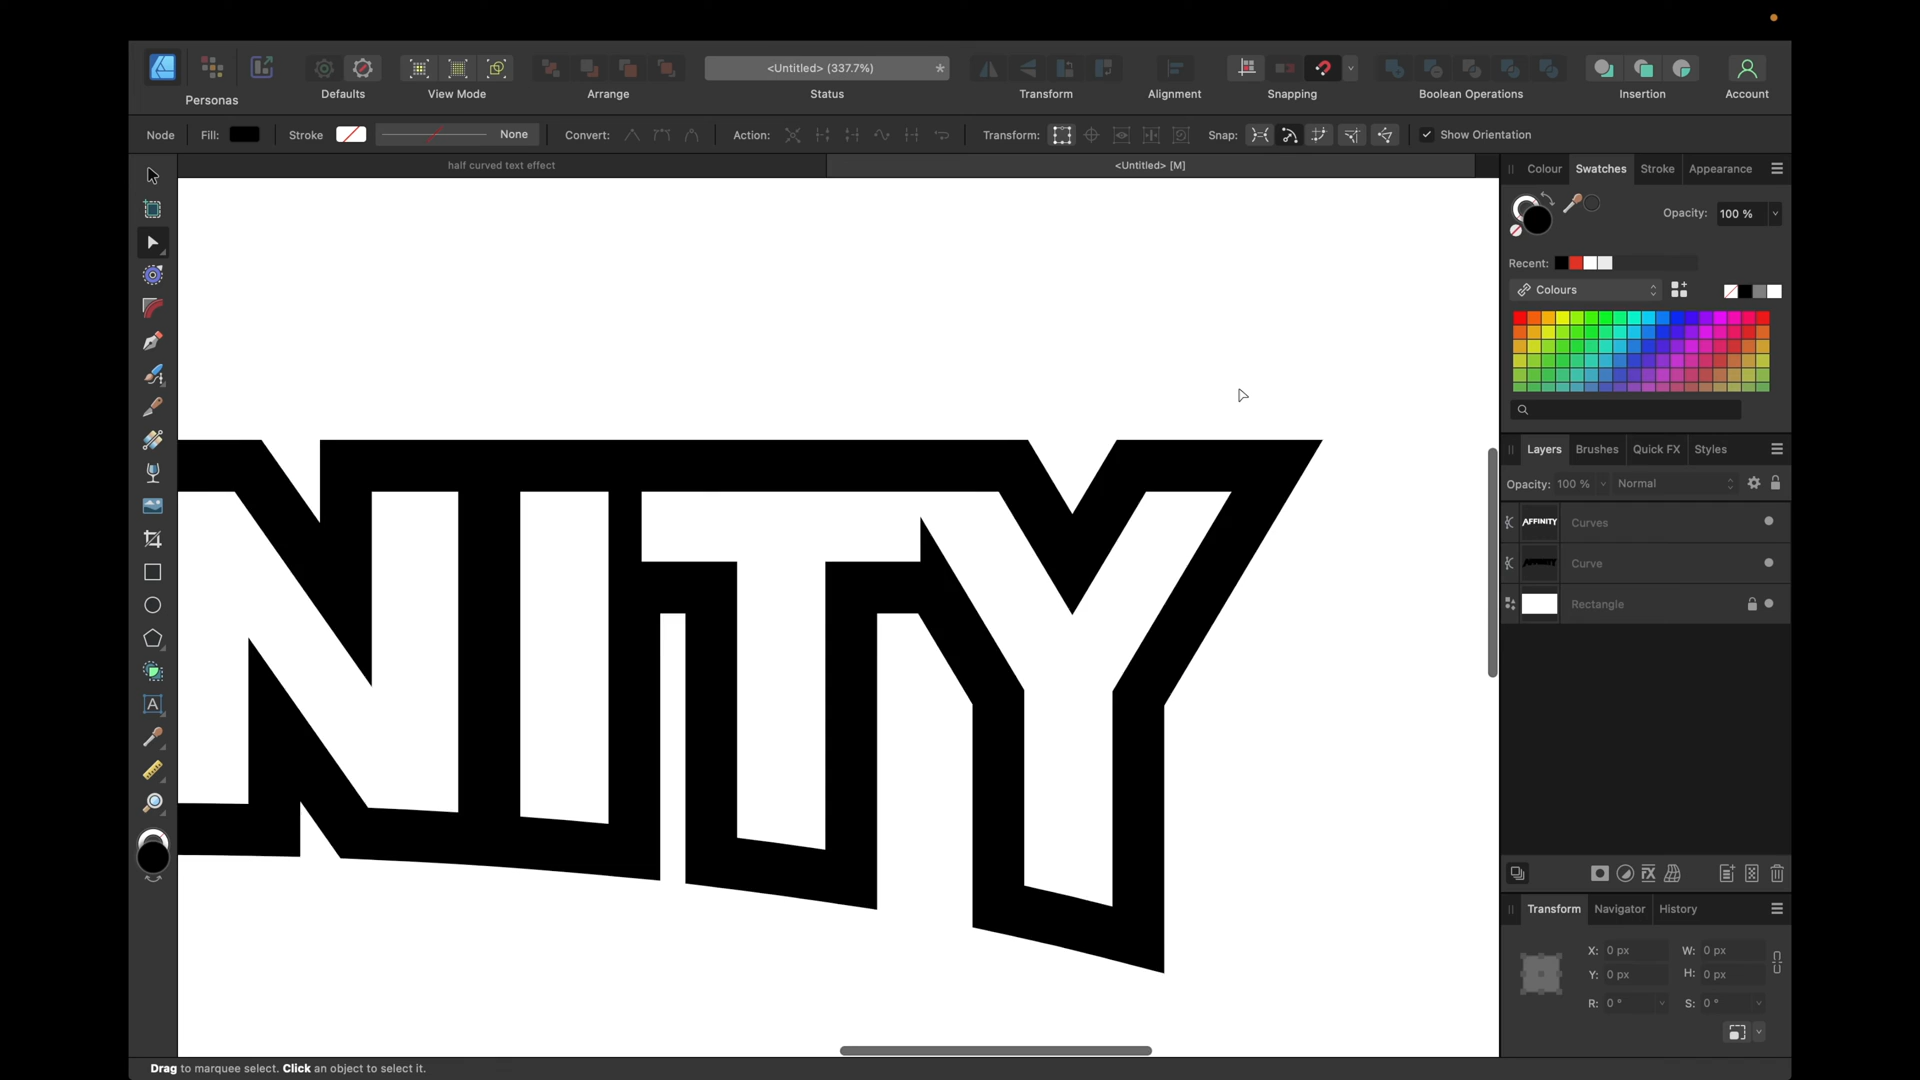 <Untitled> (337.7%) *
Personas Defaults View Mode Arrange Status Transform Alignment Snapping Boolean Operations Insertion Account
Node Fill: Stroke None Convert: Action: Transform: Snap: Show Orientation
half curved text effect <Untitled> [M]
Colour Swatches Stroke Appearance
Opacity: 100 %
Recent:
Colours
NITY
A
Layers Brushes Quick FX Styles
Opacity: 100 % Normal
AFFINITY Curves
AFFINITY Curve
Rectangle
FX
Transform Navigator History
X: 0 px W: 0 px
Y: 0 px H: 0 px
R: 0 ° S: 0 °
Drag to marquee select. Click an object to select it.